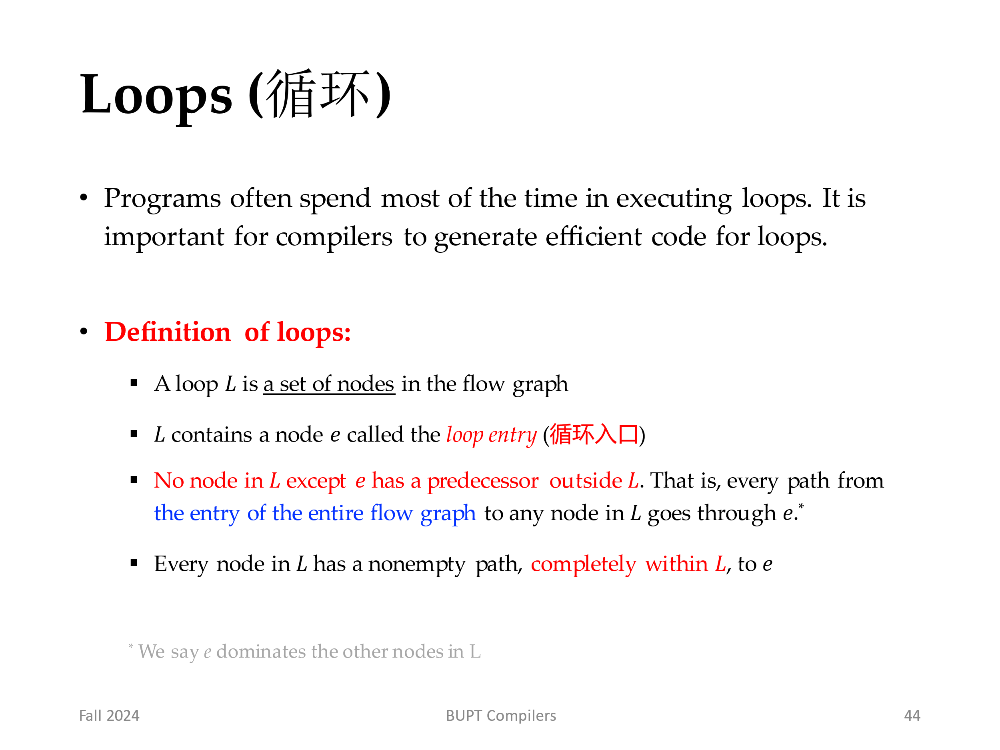 Loops (循环)
• Programs often spend most of the time in executing loops. It is
important for compilers to generate efficient code for loops.
• Definition of loops:
▪ A loop L is a set of nodes in the flow graph
▪ L contains a node e called the loop entry (循环入口)
▪ No node in L except e has a predecessor outside L. That is, every path from
the entry of the entire flow graph to any node in L goes through e.*
▪ Every node in L has a nonempty path, completely within L, to e
* We say e dominates the other nodes in L
Fall 2024 BUPT Compilers 44